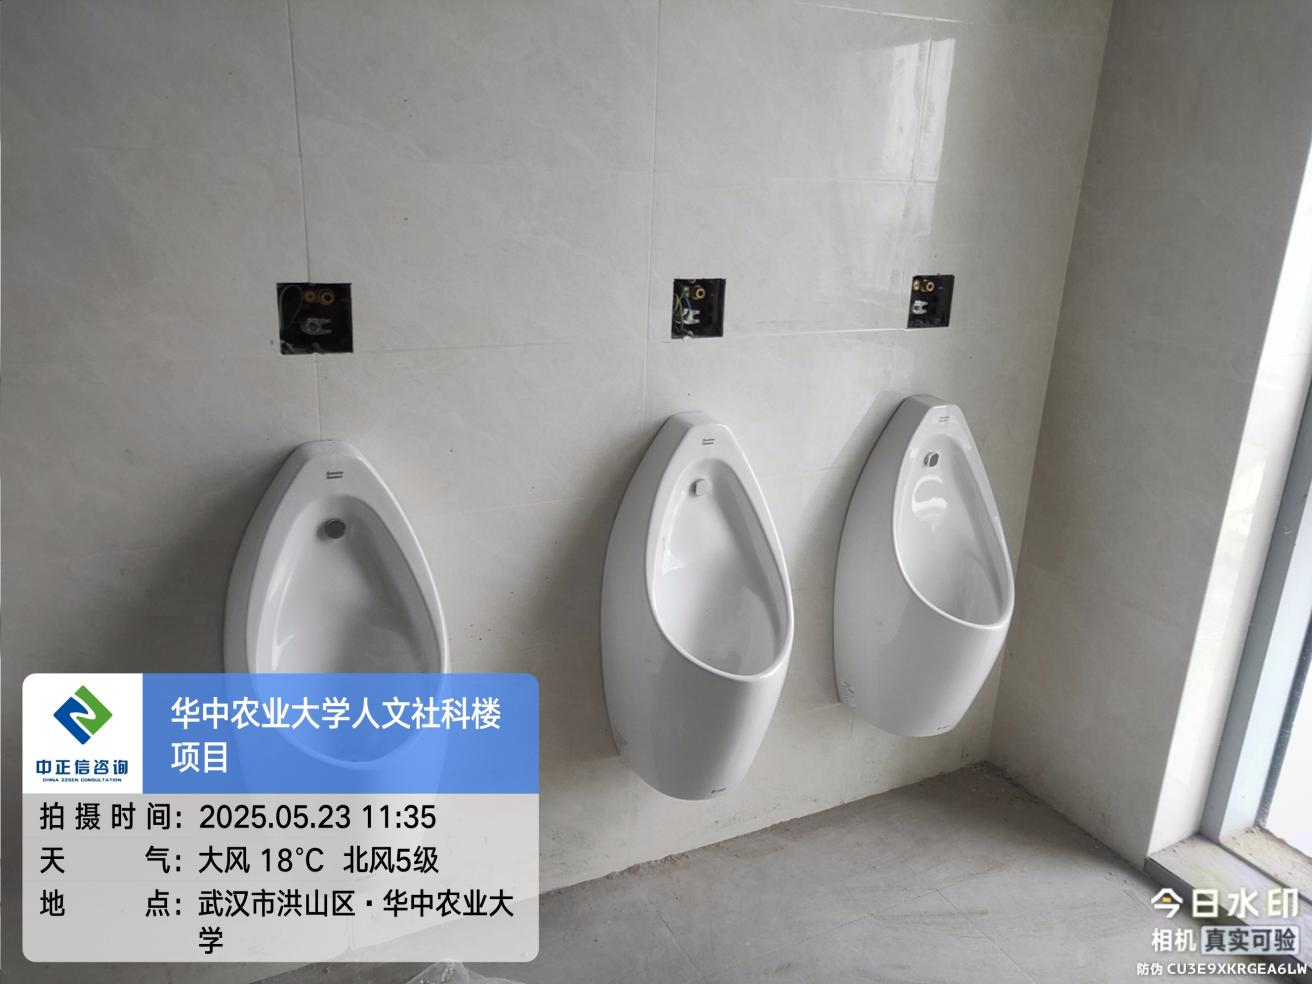 华中农业大学人文社科楼
项目
中正信咨询
CHINA ZZSEN CONSULTATION
拍摄时间：2025.05.23 11:35
天气：大风 18℃ 北风5级
地点：武汉市洪山区·华中农业大
学
今日水印
相机 真实可验
防伪 CU3E9XKRGEA6LW